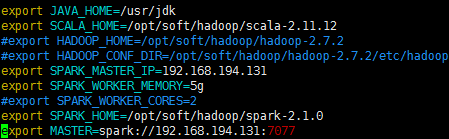 export JAVA_HOME=/usr/jdk
export SCALA_HOME=/opt/soft/hadoop/scala-2.11.12
#export HADOOP_HOME=/opt/soft/hadoop/hadoop-2.7.2
#export HADOOP_CONF_DIR=/opt/soft/hadoop/hadoop-2.7.2/etc/hadoop
export SPARK_MASTER_IP=192.168.194.131
export SPARK_WORKER_MEMORY=5g
#export SPARK_WORKER_CORES=2
export SPARK_HOME=/opt/soft/hadoop/spark-2.1.0
export MASTER=spark://192.168.194.131:7077